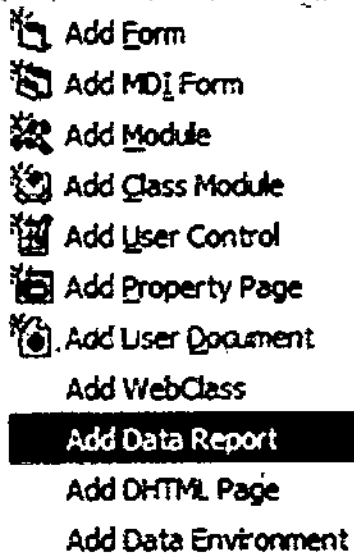 Add Form
Add MDI Form
Add Module
Add Class Module
Add User Control
Add Property Page
Add User Document
Add WebClass
Add Data Report
Add DHTML Page
Add Data Environment